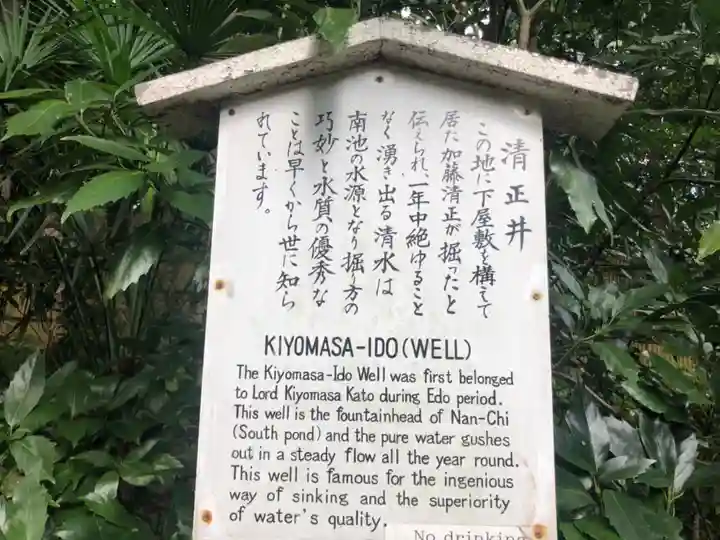 清正井
この地に下屋敷を構えて
居た加藤清正が掘ったと
伝えられ、一年中絶ゆること
なく湧き出る清水は
南池の水源となり掘り方の
巧妙と水質の優秀な
ことは早くから世に知ら
れています。
KIYOMASA-IDO(WELL)
The Kiyomasa-Ido Well was first belonged
to Lord Kiyomasa Kato during Edo period.
This well is the fountainhead of Nan-Chi
(South pond) and the pure water gushes
out in a steady flow all the year round.
This well is famous for the ingenious
way of sinking and the superiority
of water's quality.
No drinking